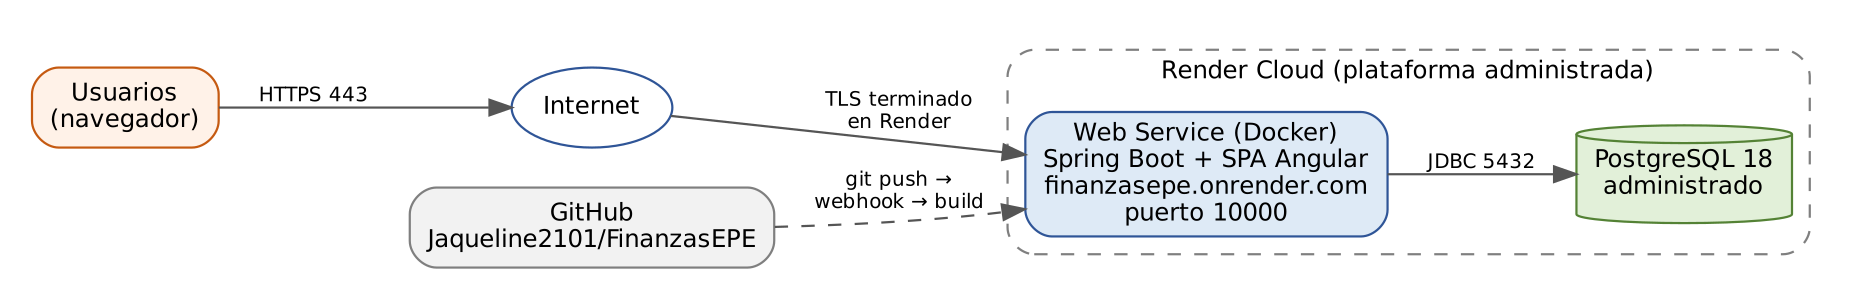 Usuarios
(navegador)
HTTPS 443
Internet
TLS terminado
en Render
GitHub
Jaqueline2101/FinanzasEPE
git push →
webhook → build
Render Cloud (plataforma administrada)
Web Service (Docker)
Spring Boot + SPA Angular
finanzasepe.onrender.com
puerto 10000
JDBC 5432
PostgreSQL 18
administrado